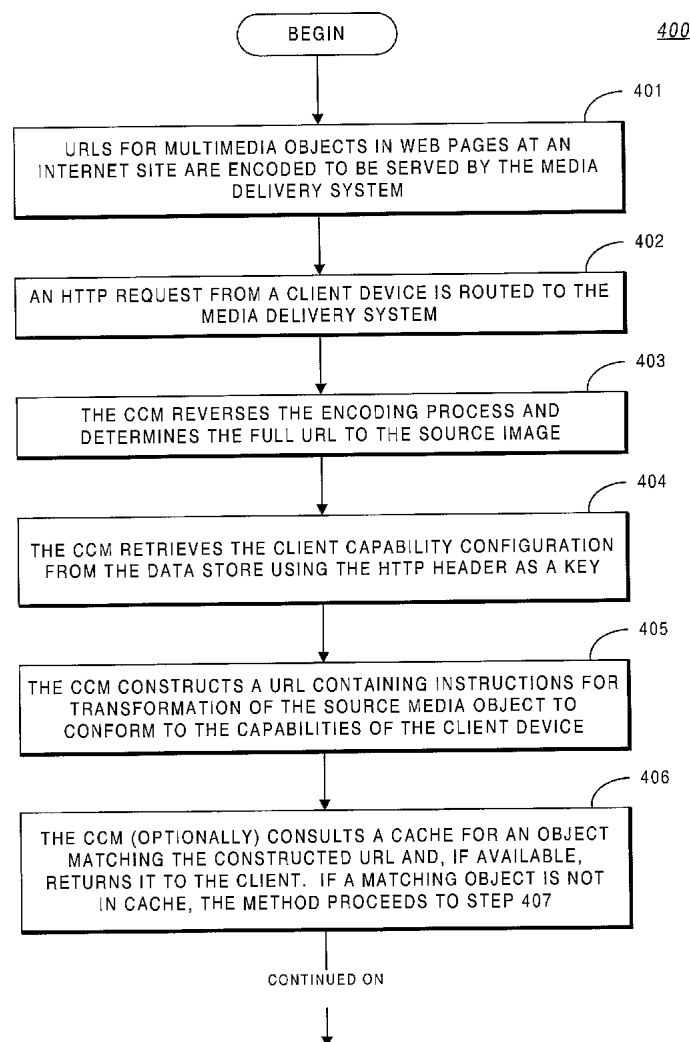 BEGIN
400
401
URLS FOR MULTIMEDIA OBJECTS IN WEB PAGES AT AN
INTERNET SITE ARE ENCODED TO BE SERVED BY THE MEDIA
DELIVERY SYSTEM
402
AN HTTP REQUEST FROM A CLIENT DEVICE IS ROUTED TO THE
MEDIA DELIVERY SYSTEM
403
THE CCM REVERSES THE ENCODING PROCESS AND
DETERMINES THE FULL URL TO THE SOURCE IMAGE
404
THE CCM RETRIEVES THE CLIENT CAPABILITY CONFIGURATION
FROM THE DATA STORE USING THE HTTP HEADER AS A KEY
405
THE CCM CONSTRUCTS A URL CONTAINING INSTRUCTIONS FOR
TRANSFORMATION OF THE SOURCE MEDIA OBJECT TO
CONFORM TO THE CAPABILITIES OF THE CLIENT DEVICE
406
THE CCM (OPTIONALLY) CONSULTS A CACHE FOR AN OBJECT
MATCHING THE CONSTRUCTED URL AND, IF AVAILABLE,
RETURNS IT TO THE CLIENT. IF A MATCHING OBJECT IS NOT
IN CACHE, THE METHOD PROCEEDS TO STEP 407
CONTINUED ON